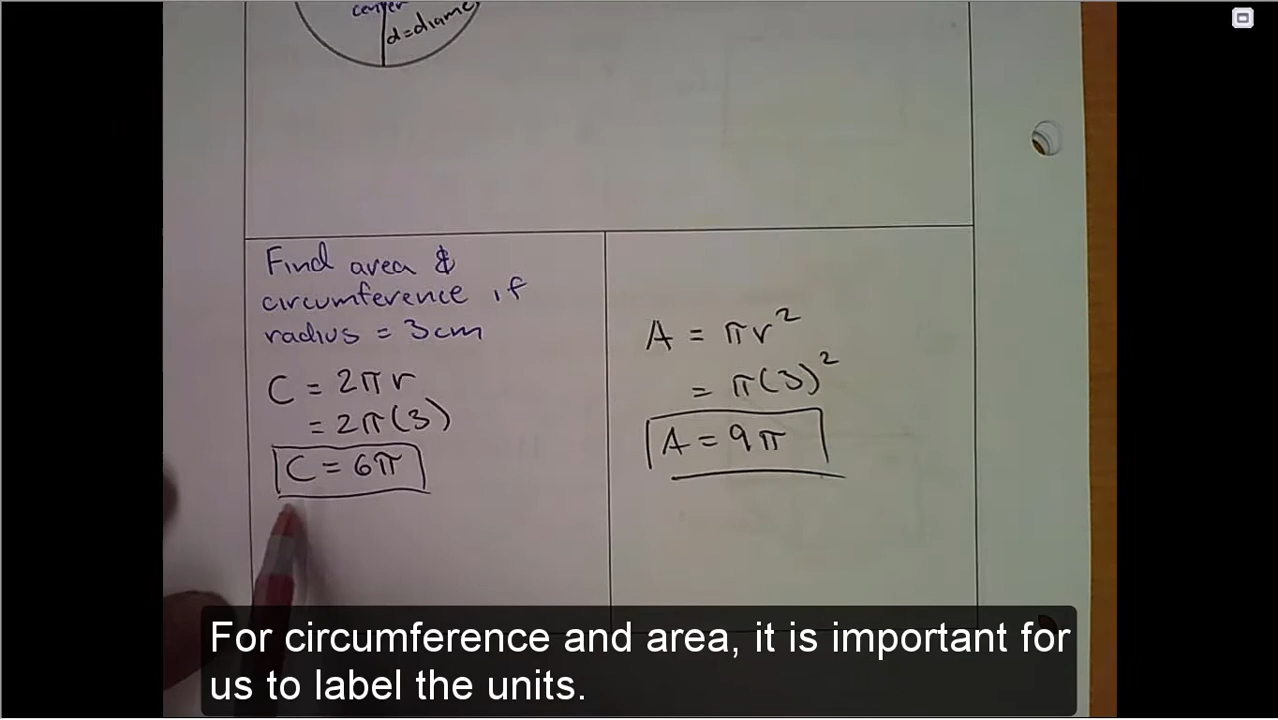 center
d=diame
Find area &
circumference if
radius = 3cm
C = 2πr
= 2π(3)
C = 6π
A = πr²
= π(3)²
A = 9π
For circumference and area, it is important for
us to label the units.